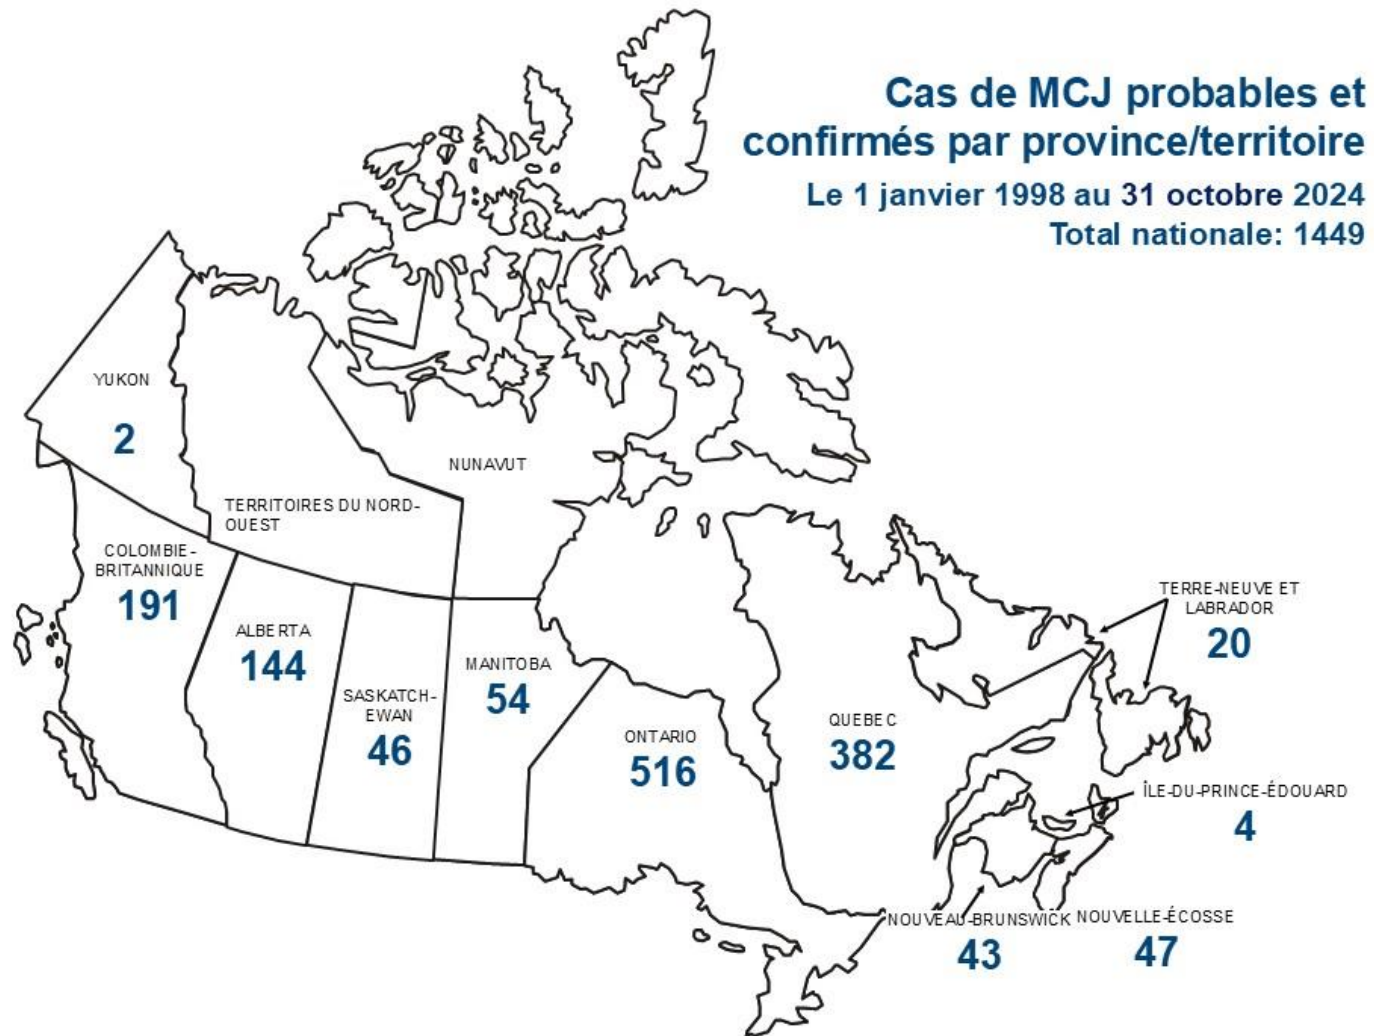 Cas de MCJ probables et
confirmés par province/territoire
Le 1 janvier 1998 au 31 octobre 2024
Total nationale: 1449
YUKON
2
NUNAVUT
TERRITOIRES DU NORD-
OUEST
COLOMBIE-
BRITANNIQUE
191
ALBERTA
144
SASKATCH-
EWAN
46
MANITOBA
54
ONTARIO
516
QUEBEC
382
TERRE-NEUVE ET
LABRADOR
20
ÎLE-DU-PRINCE-ÉDOUARD
4
NOUVEAU-BRUNSWICK
43
NOUVELLE-ÉCOSSE
47